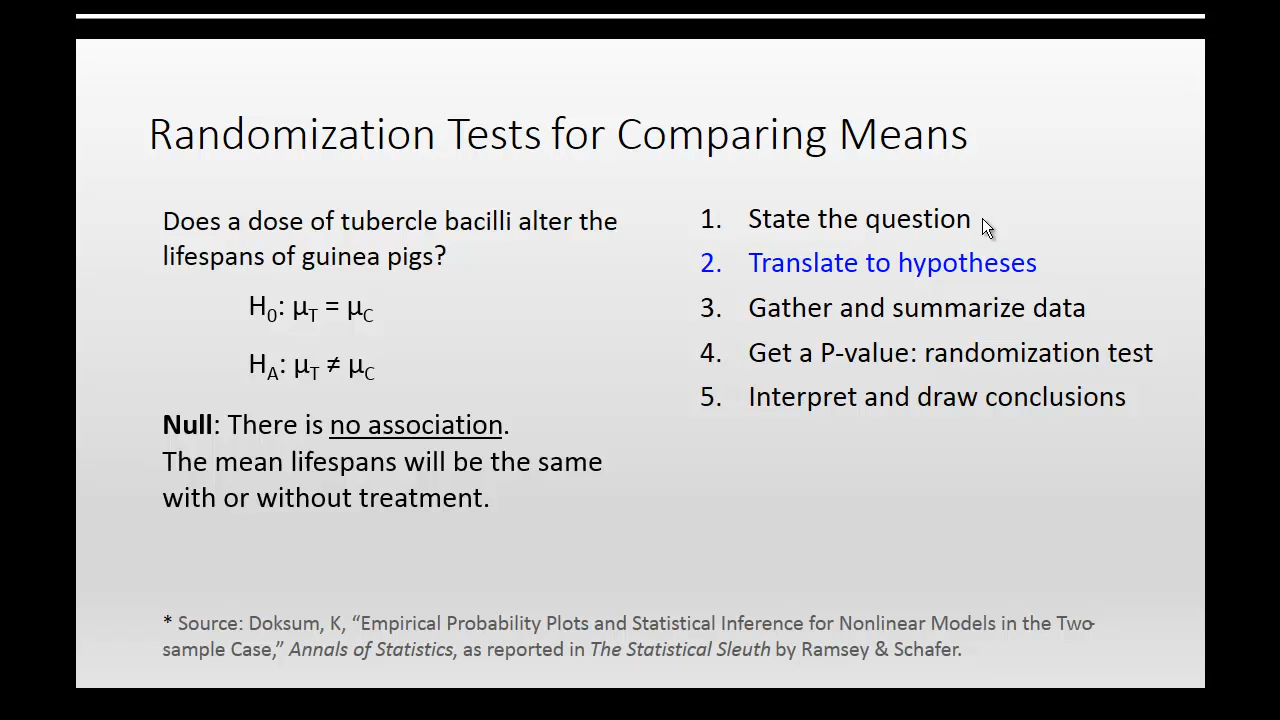 Randomization Tests for Comparing Means
Does a dose of tubercle bacilli alter the
lifespans of guinea pigs?
H₀: μ_T = μ_C
H_A: μ_T ≠ μ_C
Null: There is no association.
The mean lifespans will be the same
with or without treatment.
1. State the question
2. Translate to hypotheses
3. Gather and summarize data
4. Get a P-value: randomization test
5. Interpret and draw conclusions
* Source: Doksum, K, “Empirical Probability Plots and Statistical Inference for Nonlinear Models in the Two-
sample Case,” Annals of Statistics, as reported in The Statistical Sleuth by Ramsey & Schafer.